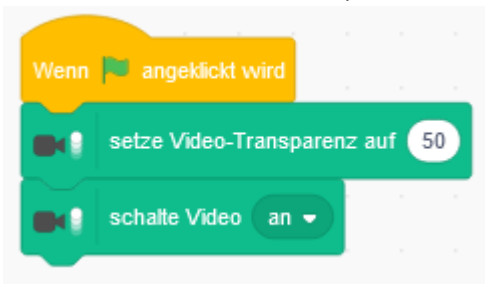 Wenn angeklickt wird
setze Video-Transparenz auf 50
schalte Video an